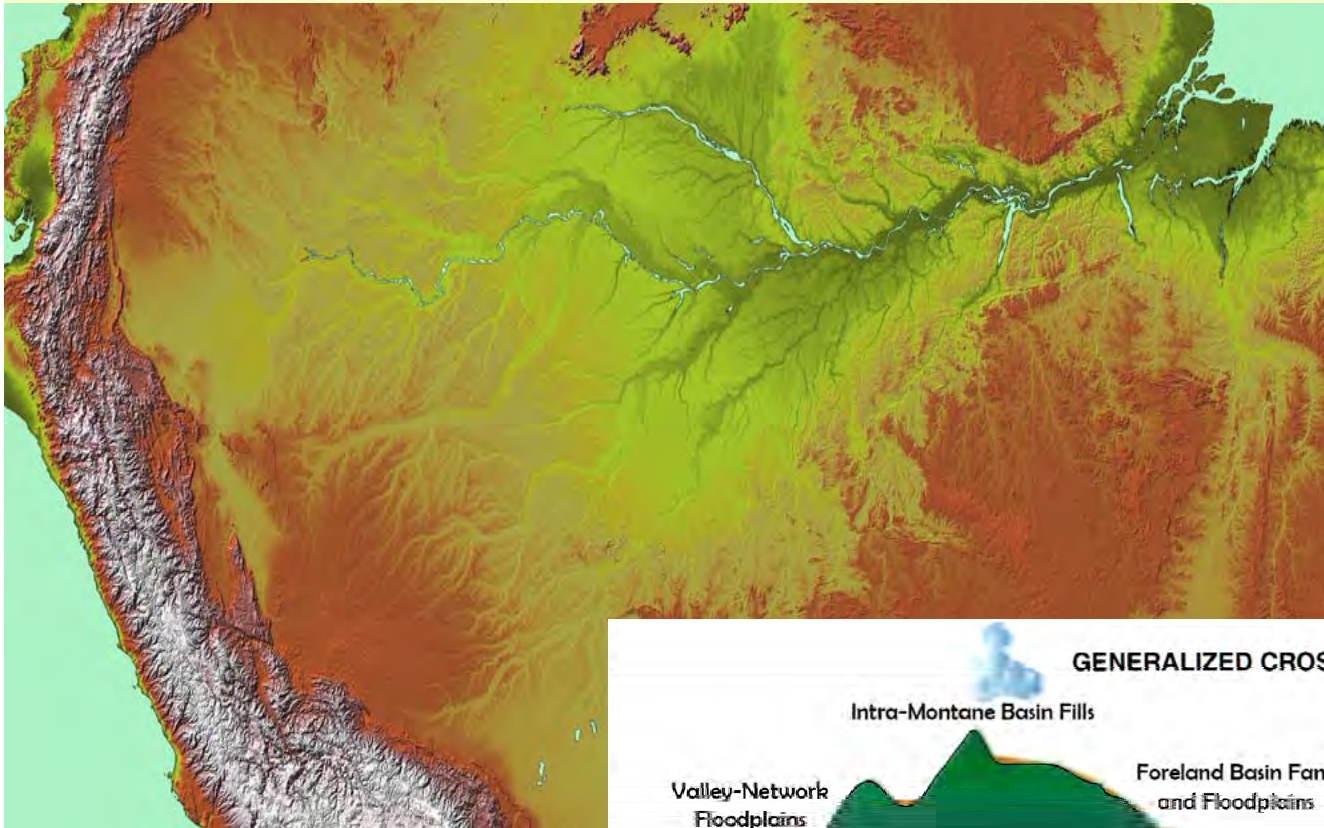 GENERALIZED CROS
Intra-Montane Basin Fills
Valley-Network
Floodplains
Foreland Basin Fan
and Floodplains